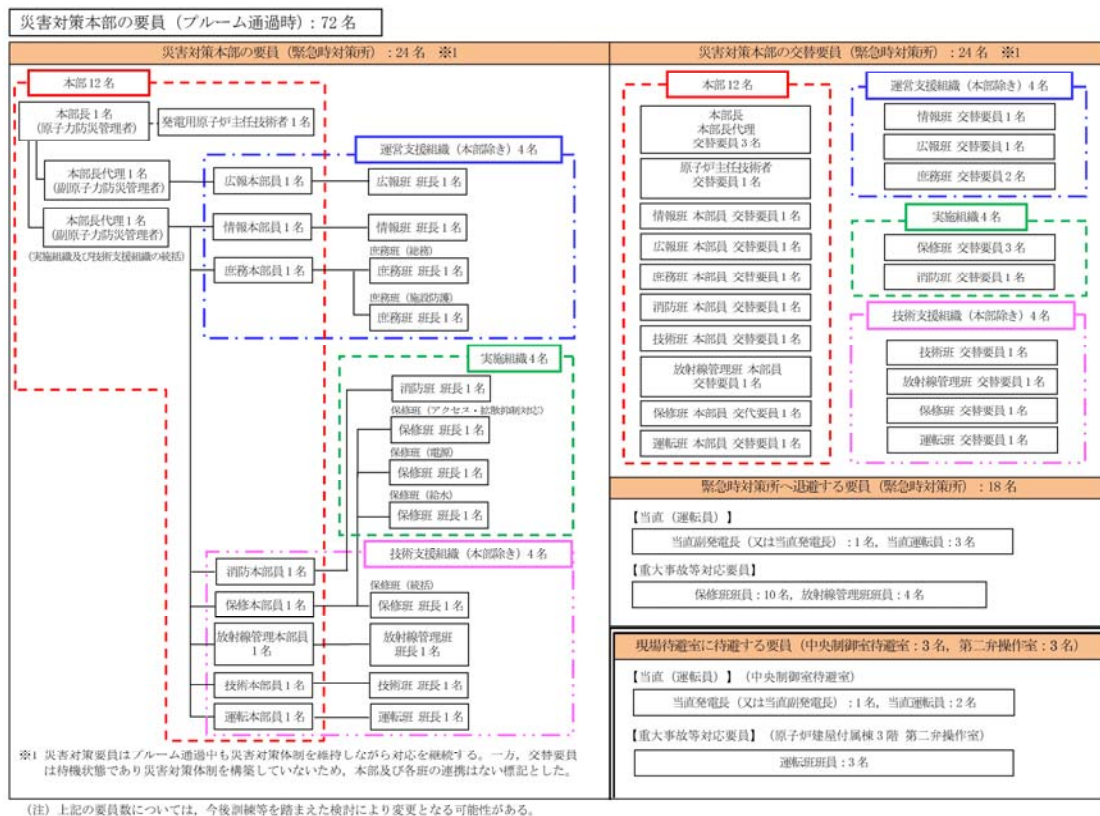 災害対策本部の要員（プルーム通過時）：72名
災害対策本部の要員（緊急時対策所）：24名　※1
本部12名
本部長1名
(原子力防災管理者)
発電用原子炉主任技術者1名
本部長代理1名
(副原子力防災管理者)
本部長代理1名
(副原子力防災管理者)
(実施組織及び技術支援組織の統括)
運営支援組織（本部除き）4名
広報本部員1名
広報班 班長1名
情報本部員1名
情報班 班長1名
庶務班（総務）
庶務本部員1名
庶務班 班長1名
庶務班（施設防護）
庶務班 班長1名
実施組織4名
消防班 班長1名
保修班（アクセス・拡散抑制対応）
保修班 班長1名
保修班（電源）
保修班 班長1名
保修班（給水）
保修班 班長1名
技術支援組織（本部除き）4名
消防本部員1名
保修班（統括）
保修本部員1名
保修班 班長1名
放射線管理本部員
1名
放射線管理班
班長1名
技術本部員1名
技術班 班長1名
運転本部員1名
運転班 班長1名
※1 災害対策要員はプルーム通過中も災害対策体制を維持しながら対応を継続する。一方，交替要員
は待機状態であり災害対策体制を構築していないため，本部及び各班の連携はない標記とした。
災害対策本部の交替要員（緊急時対策所）：24名　※1
本部12名
本部長
本部長代理
交替要員3名
原子炉主任技術者
交替要員1名
情報班 本部員 交替要員1名
広報班 本部員 交替要員1名
庶務班 本部員 交替要員1名
消防班 本部員 交替要員1名
技術班 本部員 交替要員1名
放射線管理班 本部員
交替要員1名
保修班 本部員 交代要員1名
運転班 本部員 交替要員1名
運営支援組織（本部除き）4名
情報班 交替要員1名
広報班 交替要員1名
庶務班 交替要員2名
実施組織4名
保修班 交替要員3名
消防班 交替要員1名
技術支援組織（本部除き）4名
技術班 交替要員1名
放射線管理班 交替要員1名
保修班 交替要員1名
運転班 交替要員1名
緊急時対策所へ退避する要員（緊急時対策所）：18名
【当直（運転員）】
当直副発電長（又は当直発電長）：1名，当直運転員：3名
【重大事故等対応要員】
保修班班員：10名，放射線管理班班員：4名
現場待避室に待避する要員（中央制御室待避室：3名，第二弁操作室：3名）
【当直（運転員）】（中央制御室待避室）
当直発電長（又は当直副発電長）：1名，当直運転員：2名
【重大事故等対応要員】（原子炉建屋付属棟3階 第二弁操作室）
運転班班員：3名
（注）上記の要員数については，今後訓練等を踏まえた検討により変更となる可能性がある。